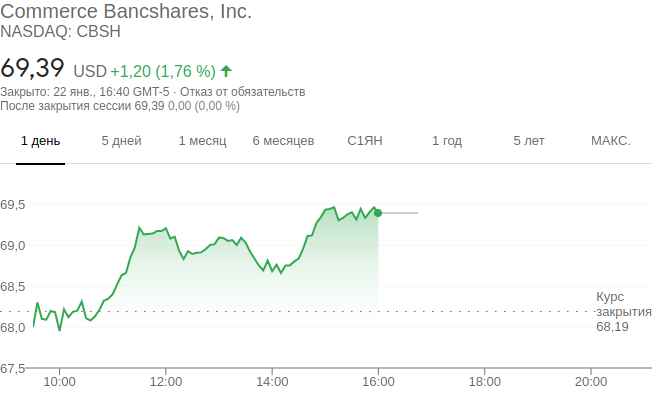 Commerce Bancshares, Inc.
NASDAQ: CBSH
69,39 USD +1,20 (1,76 %)
Закрыто: 22 янв., 16:40 GMT-5 · Отказ от обязательств
После закрытия сессии 69,39 0,00 (0,00 %)
1 день 5 дней 1 месяц 6 месяцев С1ЯН 1 год 5 лет МАКС.
69,5
69,0
68,5
Курс
закрытия
68,19
68,0
67,5
10:00 12:00 14:00 16:00 18:00 20:00